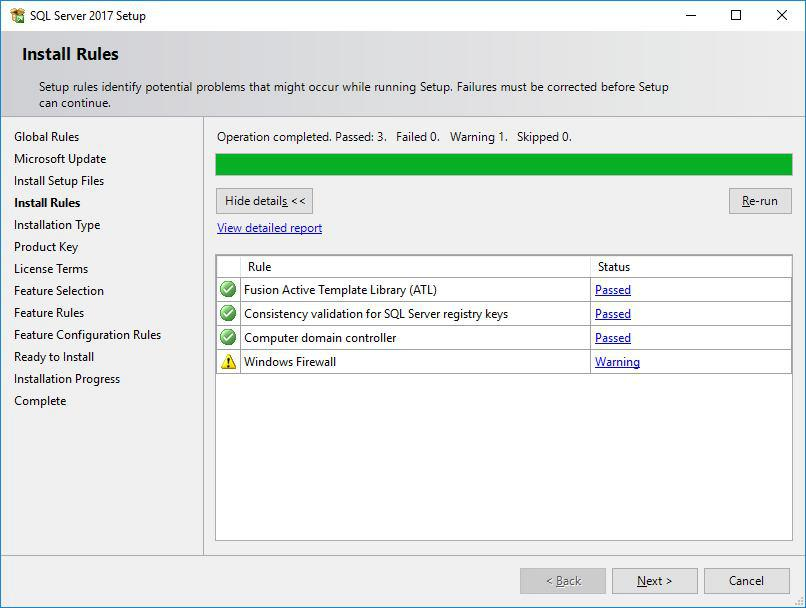 SQL Server 2017 Setup
Install Rules
Setup rules identify potential problems that might occur while running Setup. Failures must be corrected before Setup
can continue.
Global Rules
Microsoft Update
Install Setup Files
Install Rules
Installation Type
Product Key
License Terms
Feature Selection
Feature Rules
Feature Configuration Rules
Ready to Install
Installation Progress
Complete
Operation completed. Passed: 3. Failed 0. Warning 1. Skipped 0.
Hide details <<
Re-run
View detailed report
Rule Status
Fusion Active Template Library (ATL) Passed
Consistency validation for SQL Server registry keys Passed
Computer domain controller Passed
Windows Firewall Warning
< Back Next > Cancel